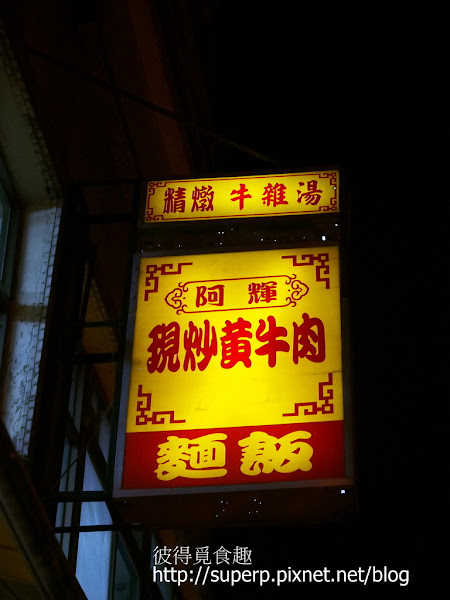 精燉 牛雜湯
阿輝
現炒黃牛肉
麵飯
彼得覓食趣
http://superp.pixnet.net/blog